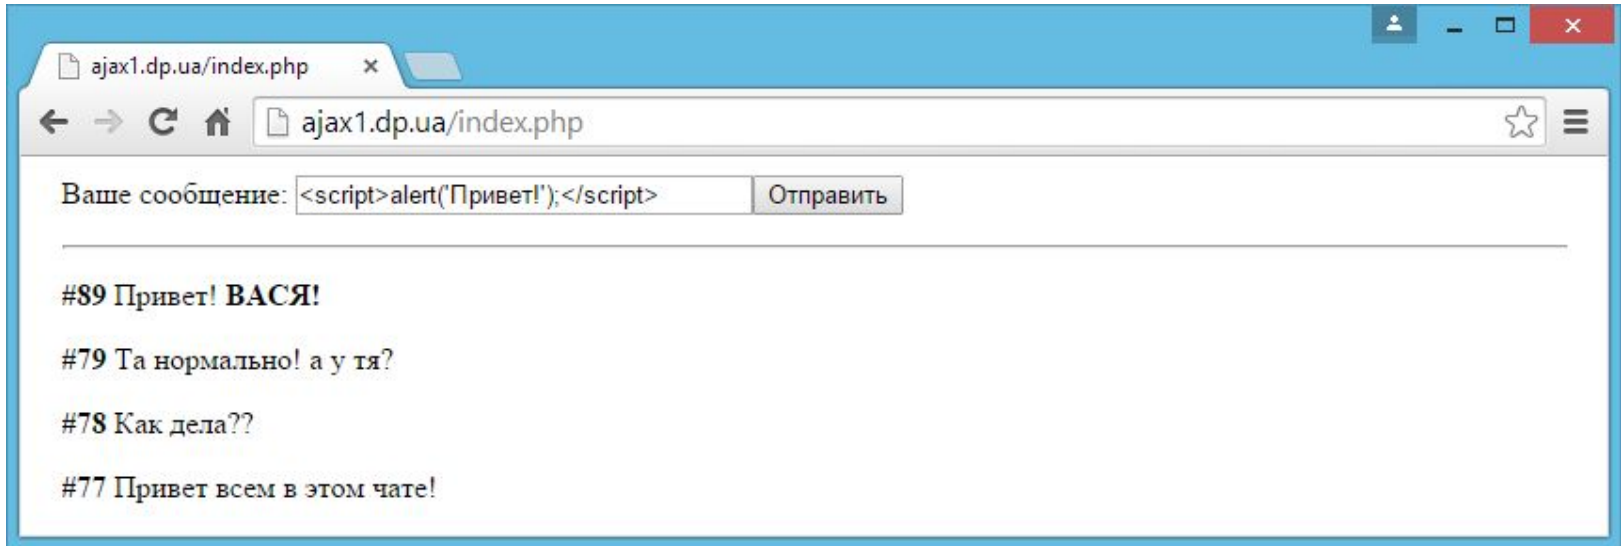 ajax1.dp.ua/index.php
ajax1.dp.ua/index.php
Ваше сообщение: <script>alert('Привет!');</script> Отправить
#89 Привет! ВАСЯ!
#79 Та нормально! а у тя?
#78 Как дела??
#77 Привет всем в этом чате!